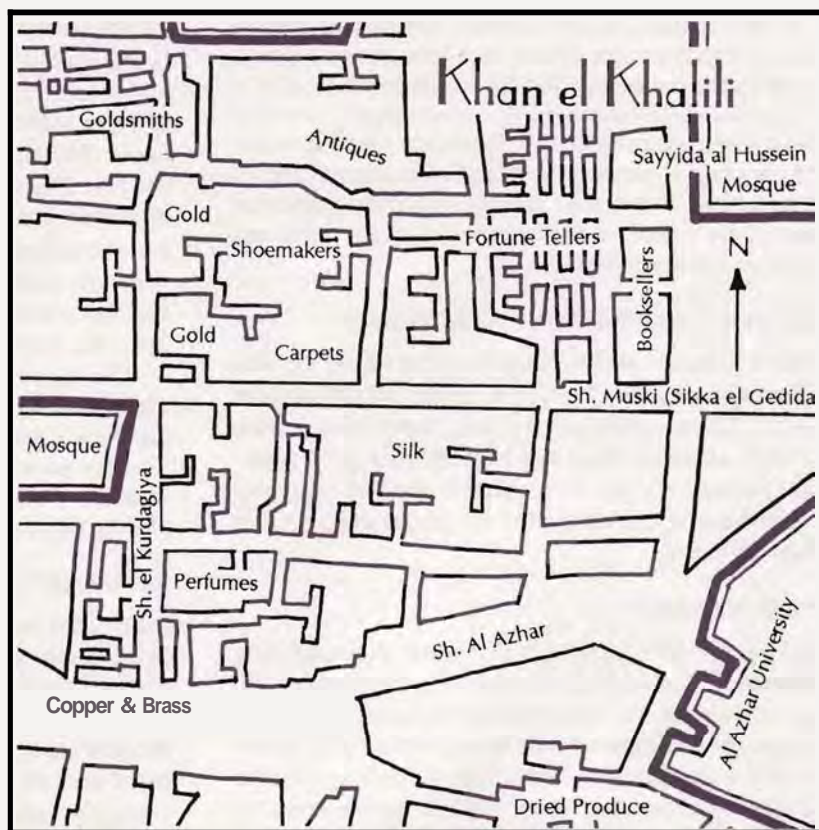 Khan el Khalili
Goldsmiths
Antiques
Sayyida al Hussein
Mosque
Gold
Shoemakers
Fortune Tellers
N
Booksellers
Gold
Carpets
Sh. Muski (Sikka el Gedida
Mosque
Silk
Sh. el Kurdagiya
Perfumes
Sh. Al Azhar
Al Azhar University
Copper & Brass
Dried Produce